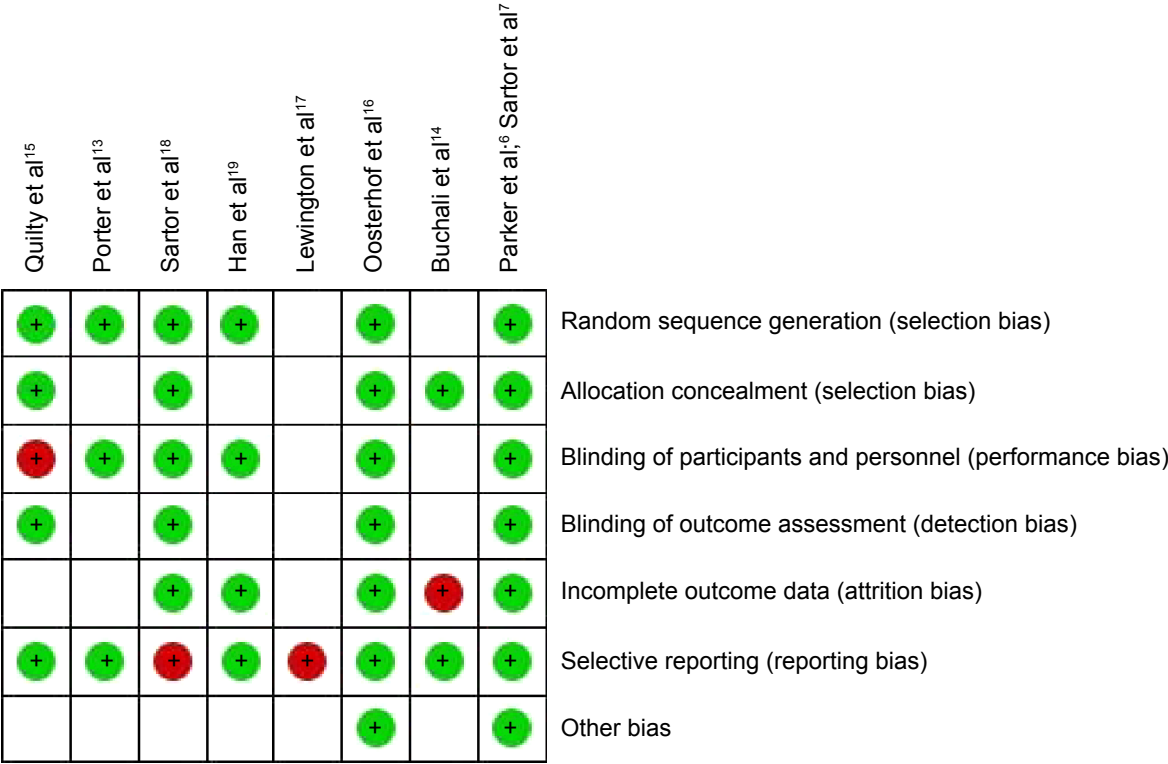 Quilty et al15
Porter et al13
Sartor et al18
Han et al19
Lewington et al17
Oosterhof et al16
Buchali et al14
Parker et al;6 Sartor et al7
+ + + + + +
Random sequence generation (selection bias)
+ + + + +
Allocation concealment (selection bias)
+ + + + + +
Blinding of participants and personnel (performance bias)
+ + + +
Blinding of outcome assessment (detection bias)
+ + + + +
Incomplete outcome data (attrition bias)
+ + + + + + + +
Selective reporting (reporting bias)
+ +
Other bias